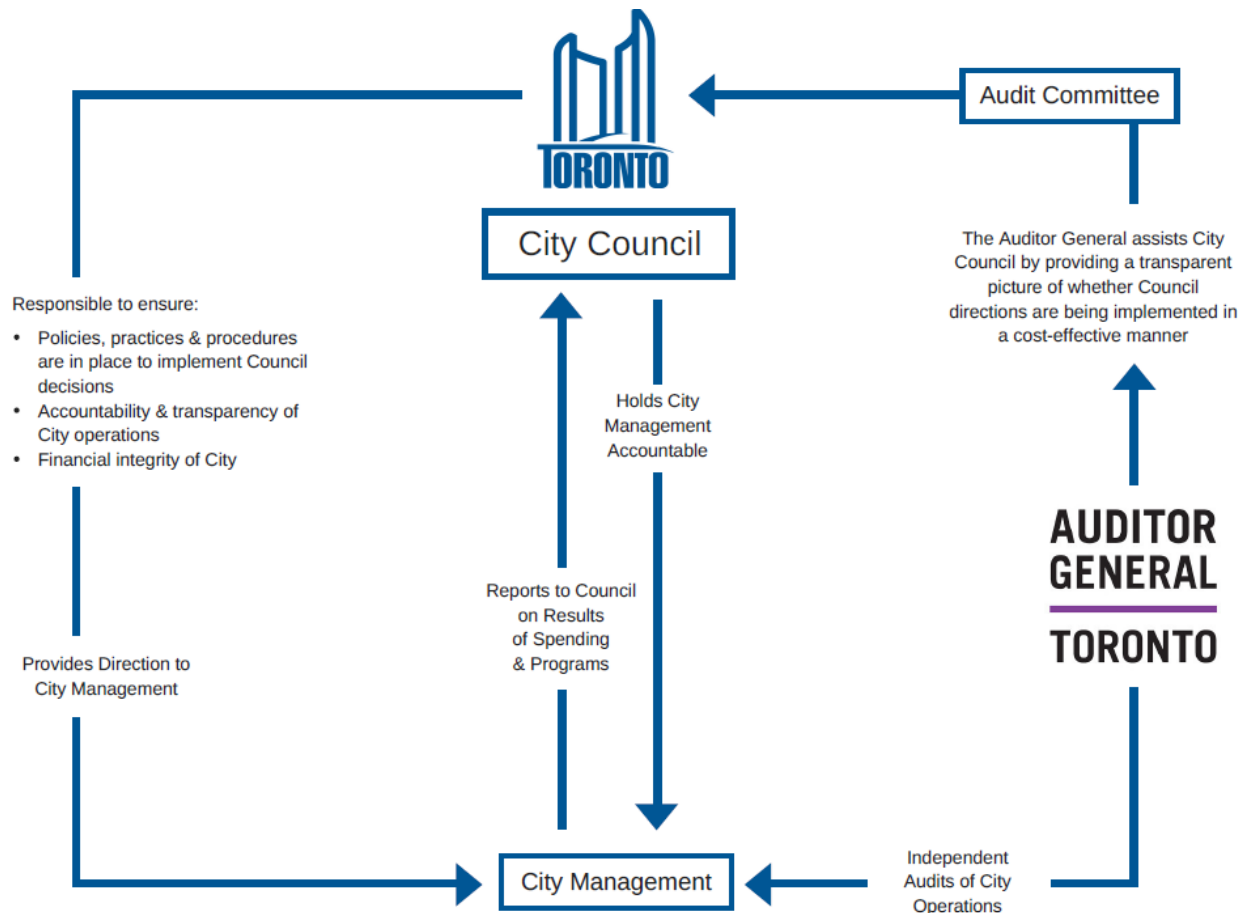 TORONTO
City Council
Audit Committee
The Auditor General assists City
Council by providing a transparent
picture of whether Council
directions are being implemented in
a cost-effective manner
Responsible to ensure:
• Policies, practices & procedures
are in place to implement Council
decisions
• Accountability & transparency of
City operations
• Financial integrity of City
Holds City
Management
Accountable
Reports to Council
on Results
of Spending
& Programs
AUDITOR
GENERAL
TORONTO
Provides Direction to
City Management
City Management
Independent
Audits of City
Operations